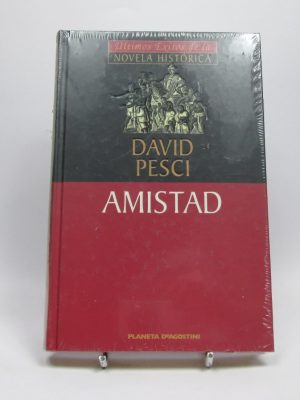 Últimos Éxitos de la
NOVELA HISTÓRICA
DAVID
PESCI
AMISTAD
PLANETA DEAGOSTINI